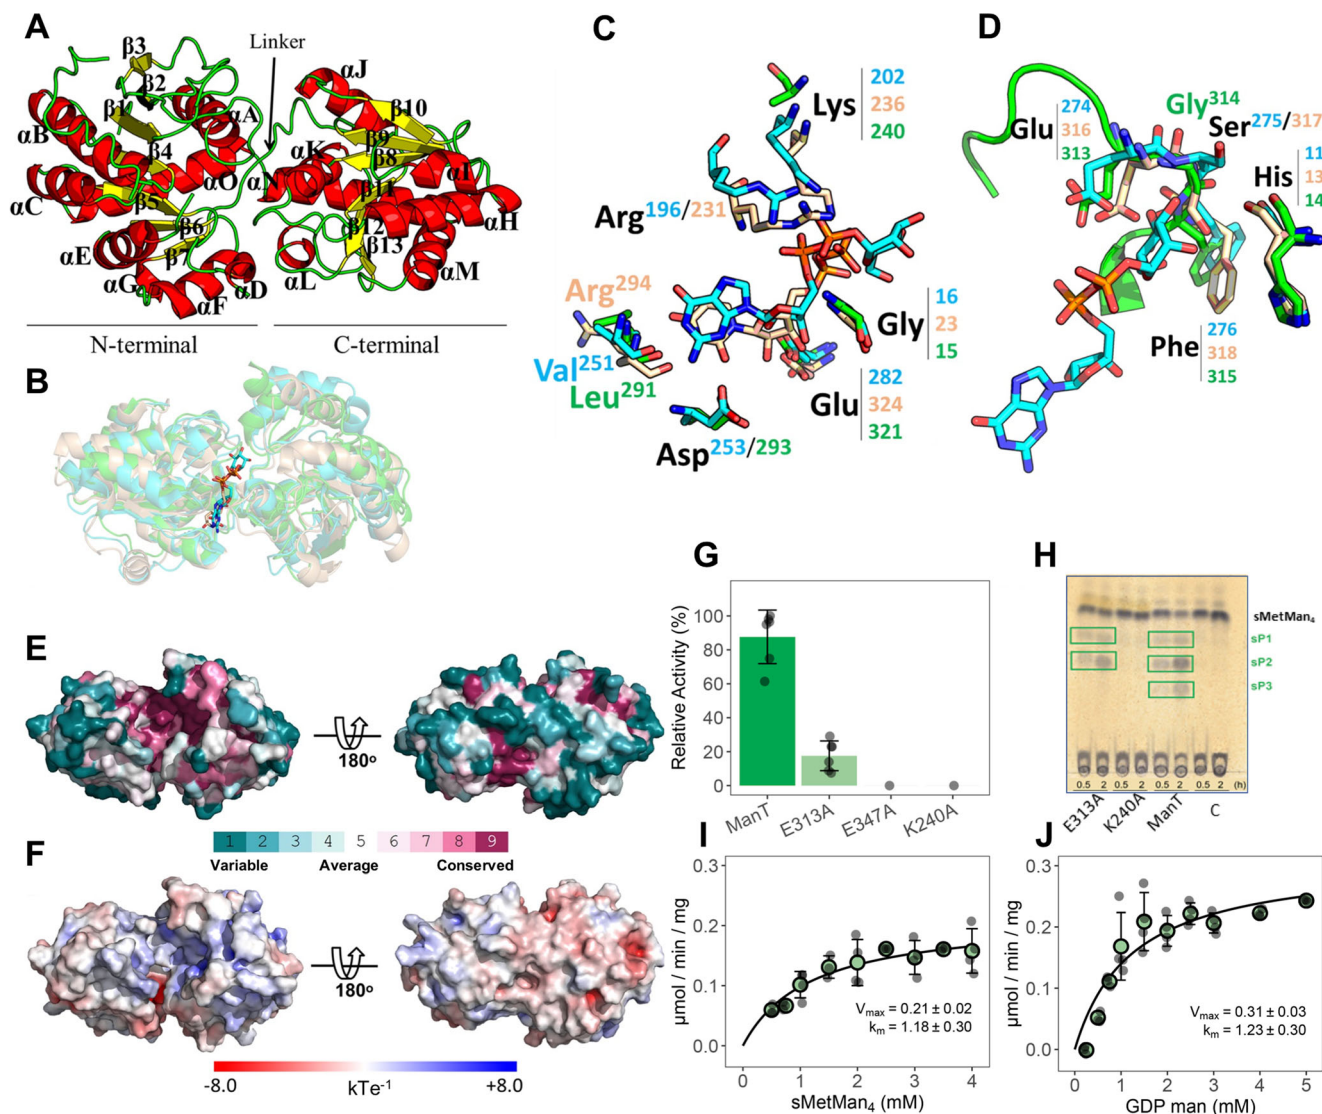 A
β3
Linker
β2
αJ
β1
αA
β10
αB
β4
β9
αK
β8
αI
αC
αO
αN
β5
β11
αH
β6
β12
αE
β7
β13
αG
αD
αL
αM
αF
N-terminal
C-terminal
B
C
Lys
202
236
240
Arg196/231
Arg294
Val251
Leu291
Gly
16
23
15
Glu
282
324
321
Asp253/293
D
Glu
274
316
313
Gly314
Ser275/317
His
11
13
14
Phe
276
318
315
E
180o
1 2 3 4 5 6 7 8 9
Variable Average Conserved
F
180o
-8.0 kTe-1 +8.0
G
Relative Activity (%)
100
80
60
40
20
0
ManT
E313A
E347A
K240A
H
sMetMan4
sP1
sP2
sP3
0.5 2 0.5 2 0.5 2 0.5 2 (h)
E313A
K240A
ManT
C
I
µmol / min / mg
0.3
0.2
0.1
0.0
Vmax = 0.21 ± 0.02
km = 1.18 ± 0.30
0 1 2 3 4
sMetMan4 (mM)
J
µmol / min / mg
0.3
0.2
0.1
0.0
Vmax = 0.31 ± 0.03
km = 1.23 ± 0.30
0 1 2 3 4 5
GDP man (mM)